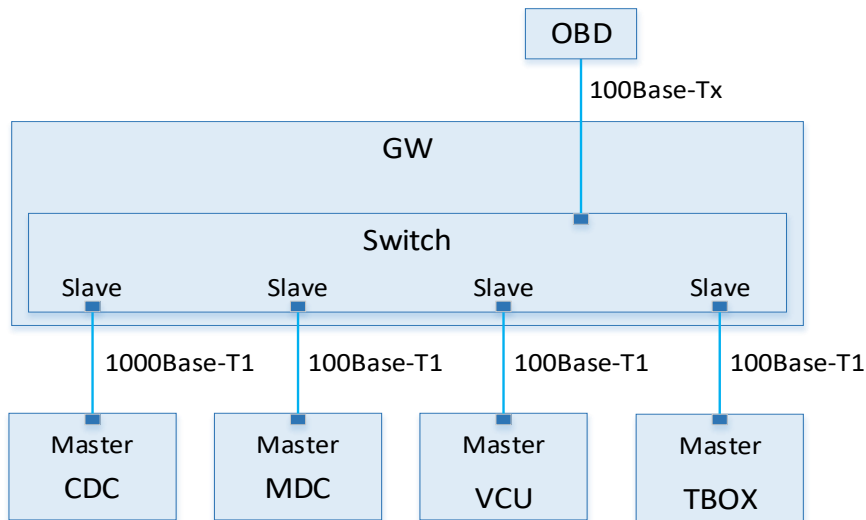 OBD
100Base-Tx
GW
Switch
Slave Slave Slave Slave
1000Base-T1 100Base-T1 100Base-T1 100Base-T1
Master Master Master Master
CDC MDC VCU TBOX